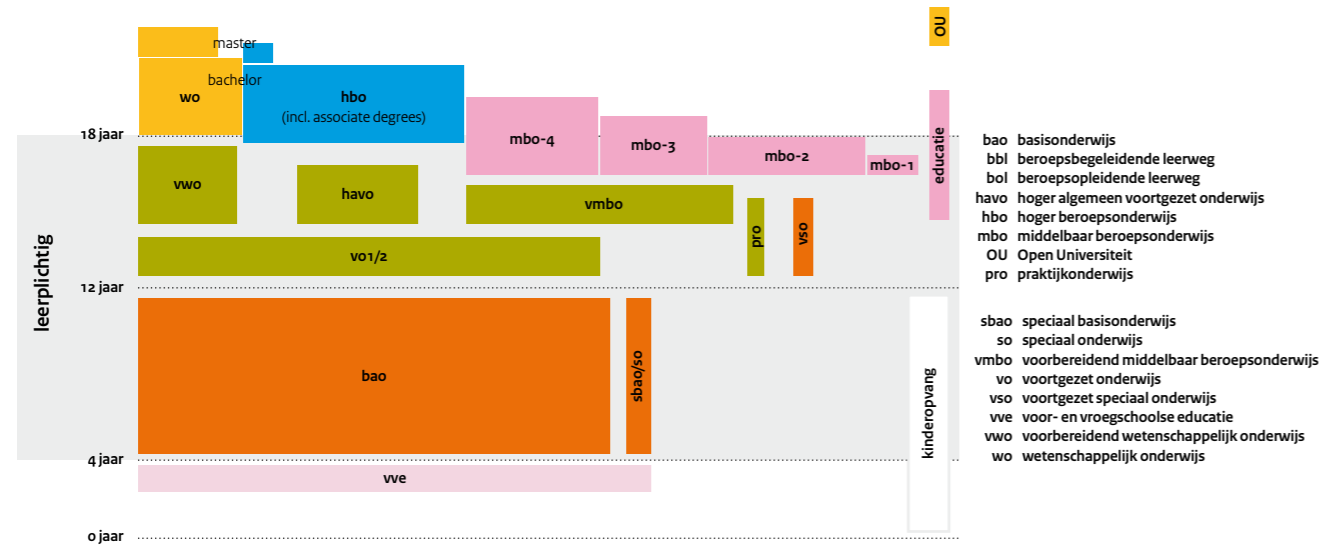 OU
master
bachelor
wo
hbo
(incl. associate degrees)
mbo-4
mbo-3
mbo-2
mbo-1
educatie
18 jaar
vwo
havo
vmbo
pro
vso
vo1/2
12 jaar
leerplichtig
bao
sbao/so
kinderopvang
4 jaar
vve
0 jaar
bao basisonderwijs
bbl beroepsbegeleidende leerweg
bol beroepsopleidende leerweg
havo hoger algemeen voortgezet onderwijs
hbo hoger beroepsonderwijs
mbo middelbaar beroepsonderwijs
OU Open Universiteit
pro praktijkonderwijs
sbao speciaal basisonderwijs
so speciaal onderwijs
vmbo voorbereidend middelbaar beroepsonderwijs
vo voortgezet onderwijs
vso voortgezet speciaal onderwijs
vve voor- en vroegschoolse educatie
vwo voorbereidend wetenschappelijk onderwijs
wo wetenschappelijk onderwijs